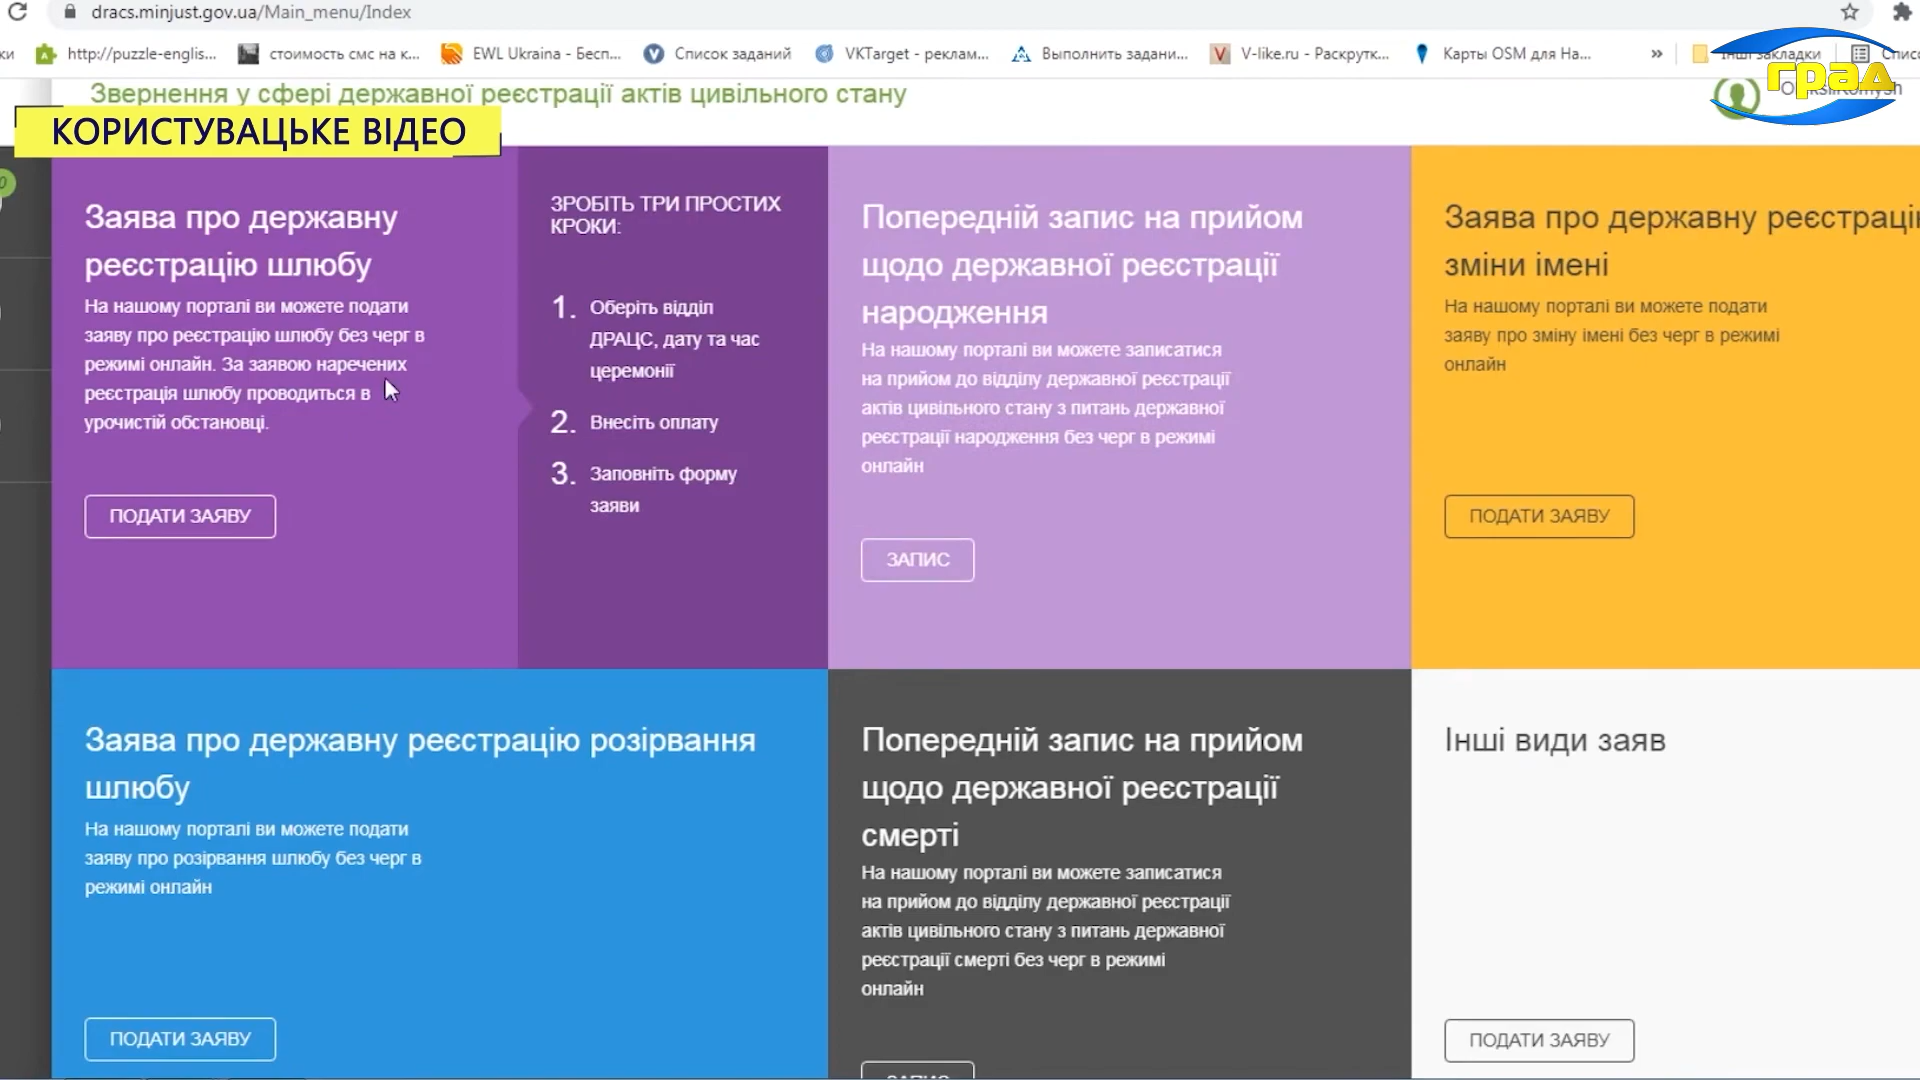 dracs.minjust.gov.ua/Main_menu/Index
ки
http://puzzle-englis...
стоимость смс на к...
EWL Ukraina - Бесп...
Список заданий
VKTarget - реклам...
Выполнить задани...
V-like.ru - Раскрутк...
Карты OSM для На...
»
Інші закладки
Звернення у сфері державної реєстрації актів цивільного стану
град
КОРИСТУВАЦЬКЕ ВІДЕО
0
Заява про державну
реєстрацію шлюбу
На нашому порталі ви можете подати
заяву про реєстрацію шлюбу без черг в
режимі онлайн. За заявою наречених
реєстрація шлюбу проводиться в
урочистій обстановці.
ПОДАТИ ЗАЯВУ
ЗРОБІТЬ ТРИ ПРОСТИХ
КРОКИ:
1. Оберіть відділ
ДРАЦС, дату та час
церемонії
2. Внесіть оплату
3. Заповніть форму
заяви
Попередній запис на прийом
щодо державної реєстрації
народження
На нашому порталі ви можете записатися
на прийом до відділу державної реєстрації
актів цивільного стану з питань державної
реєстрації народження без черг в режимі
онлайн
ЗАПИС
Заява про державну реєстраці
зміни імені
На нашому порталі ви можете подати
заяву про зміну імені без черг в режимі
онлайн
ПОДАТИ ЗАЯВУ
Заява про державну реєстрацію розірвання
шлюбу
На нашому порталі ви можете подати
заяву про розірвання шлюбу без черг в
режимі онлайн
ПОДАТИ ЗАЯВУ
Попередній запис на прийом
щодо державної реєстрації
смерті
На нашому порталі ви можете записатися
на прийом до відділу державної реєстрації
актів цивільного стану з питань державної
реєстрації смерті без черг в режимі
онлайн
ЗАПИС
Інші види заяв
ПОДАТИ ЗАЯВУ